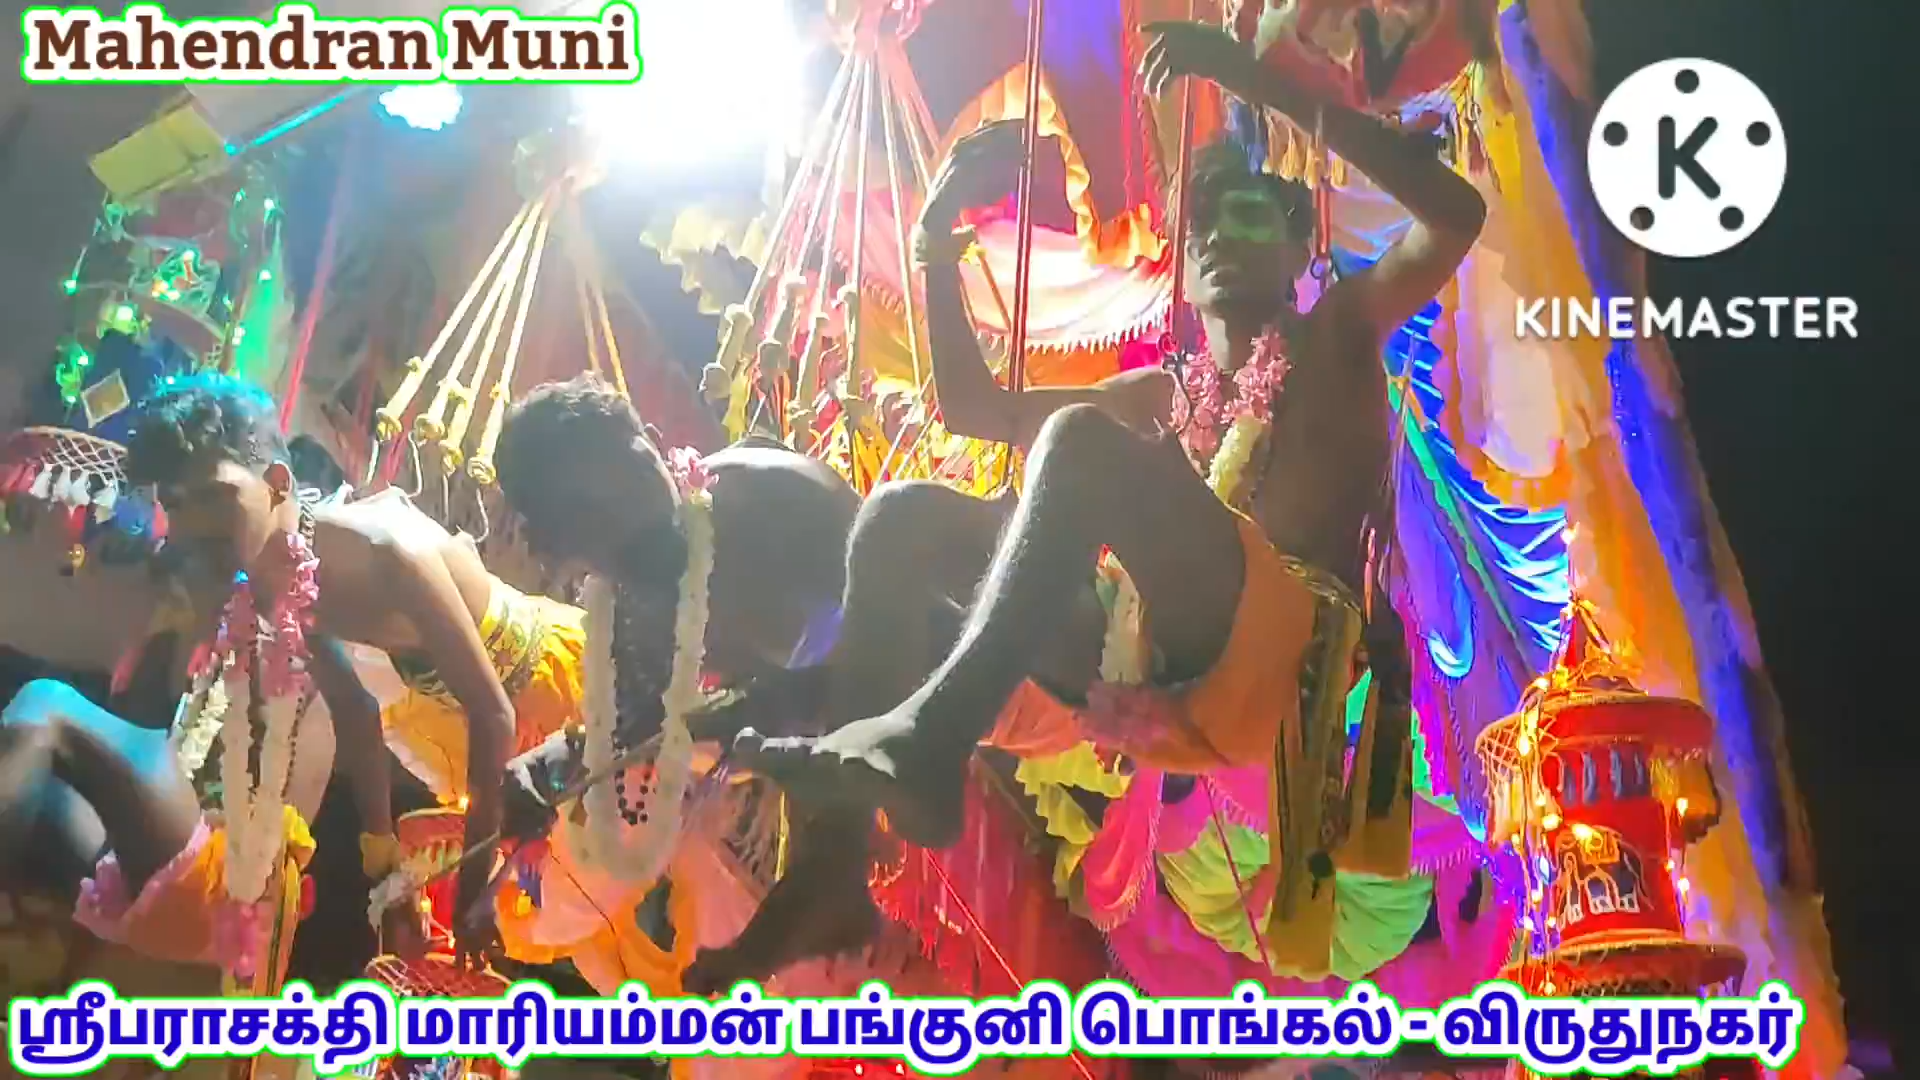 Mahendran Muni
K
KINEMASTER
ஸ்ரீபராசக்தி மாரியம்மன் பங்குனி பொங்கல் - விருதுநகர்